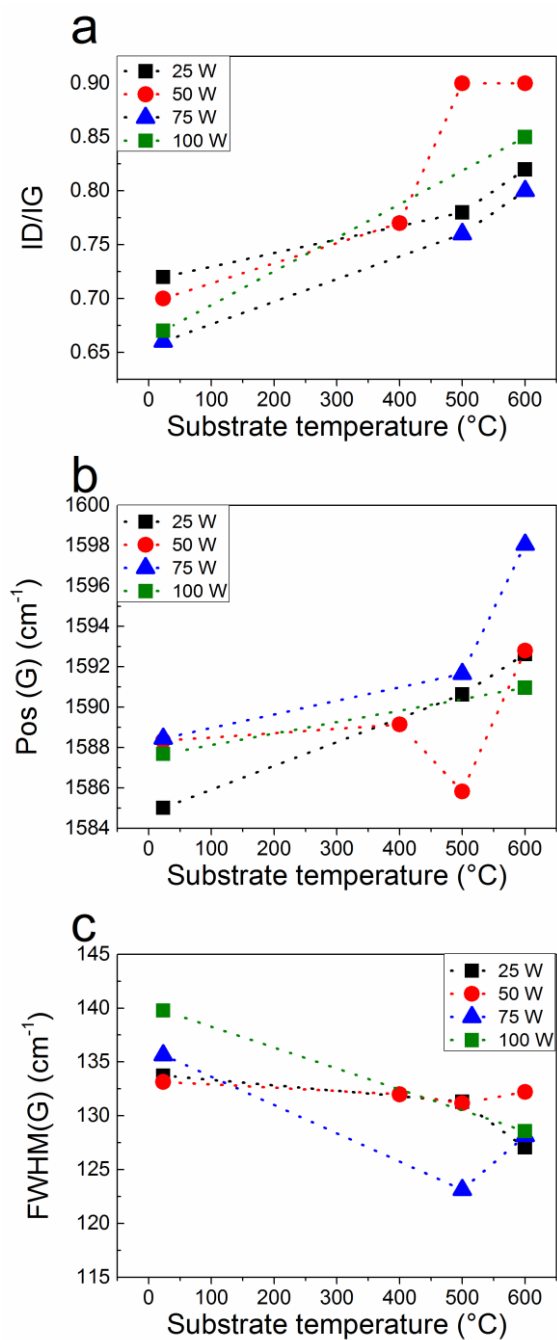 a
25 W
50 W
75 W
100 W
0.90
0.85
0.80
0.75
0.70
0.65
ID/IG
0 100 200 300 400 500 600
Substrate temperature (°C)
b
25 W
50 W
75 W
100 W
1600
1598
1596
1594
1592
1590
1588
1586
1584
Pos (G) (cm⁻¹)
0 100 200 300 400 500 600
Substrate temperature (°C)
c
25 W
50 W
75 W
100 W
145
140
135
130
125
120
115
FWHM(G) (cm⁻¹)
0 100 200 300 400 500 600
Substrate temperature (°C)